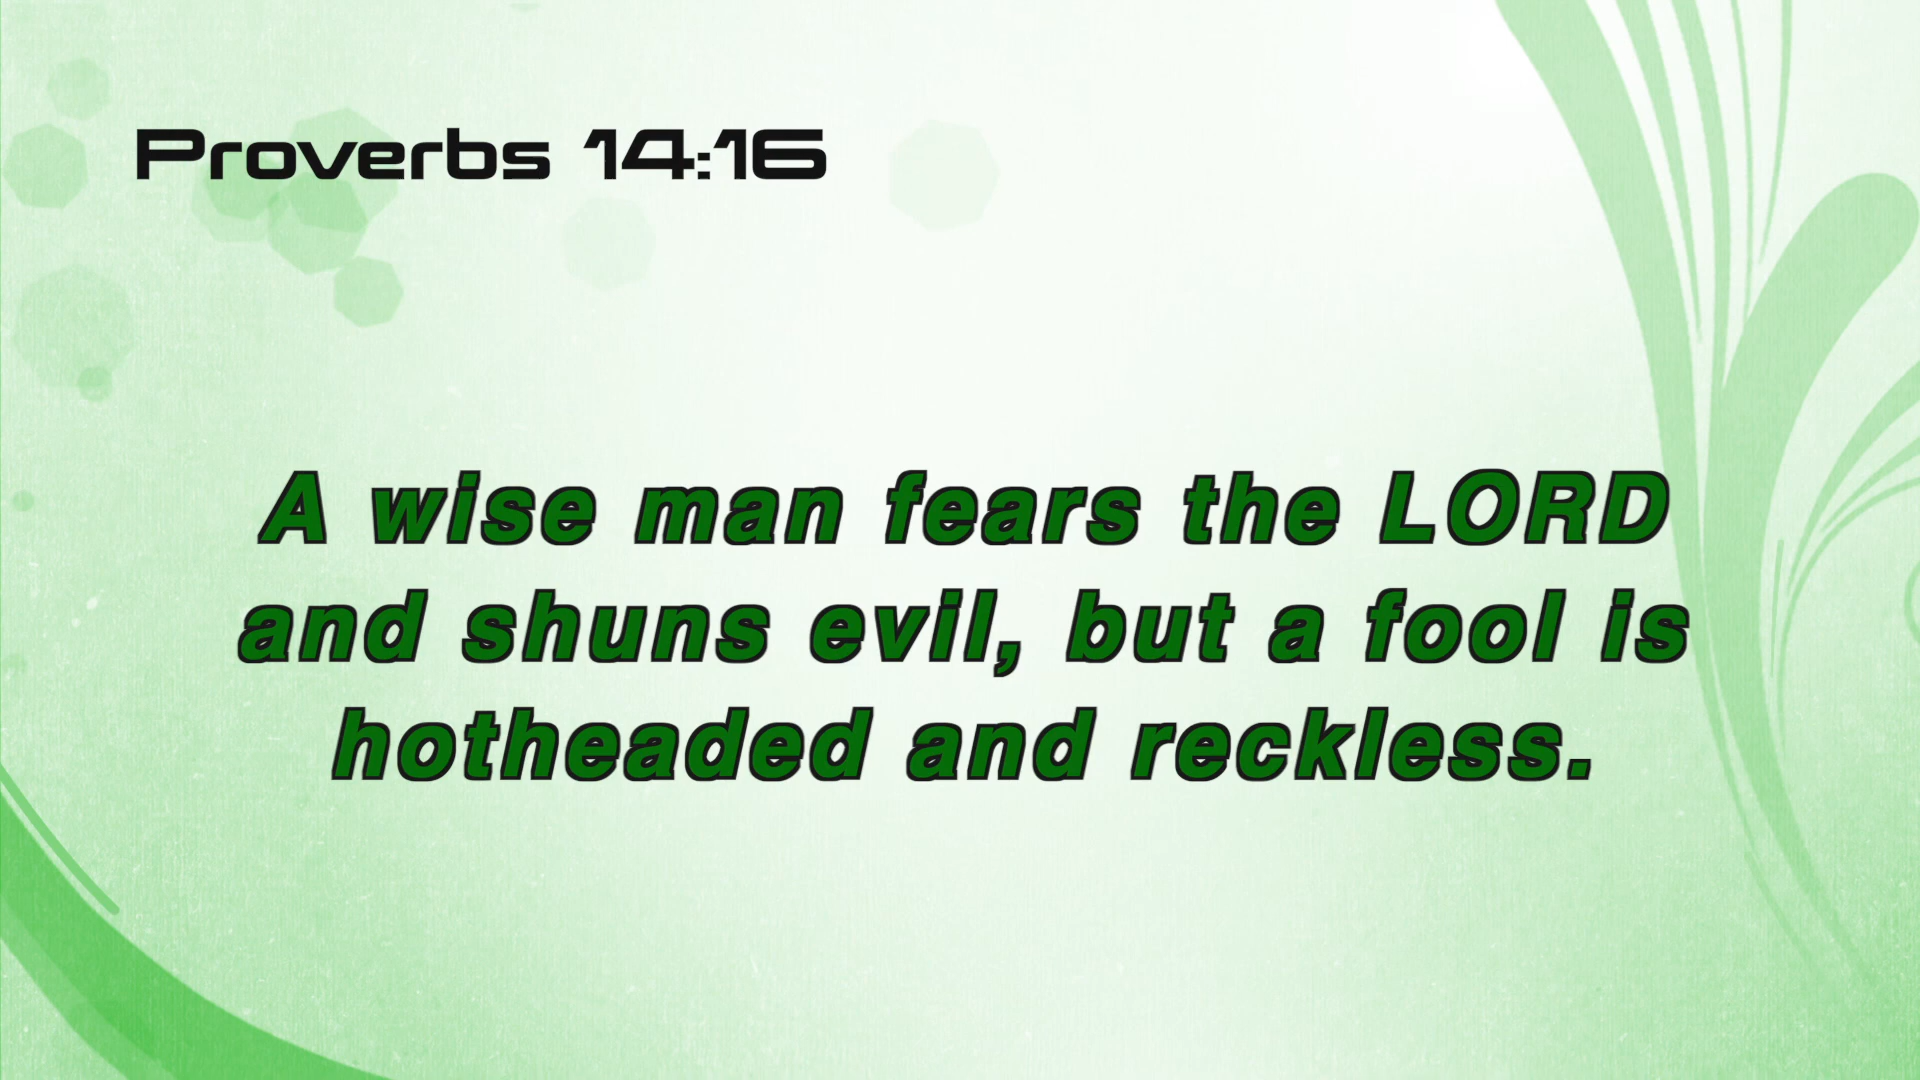 Proverbs 14:16
A wise man fears the LORD
and shuns evil, but a fool is
hotheaded and reckless.